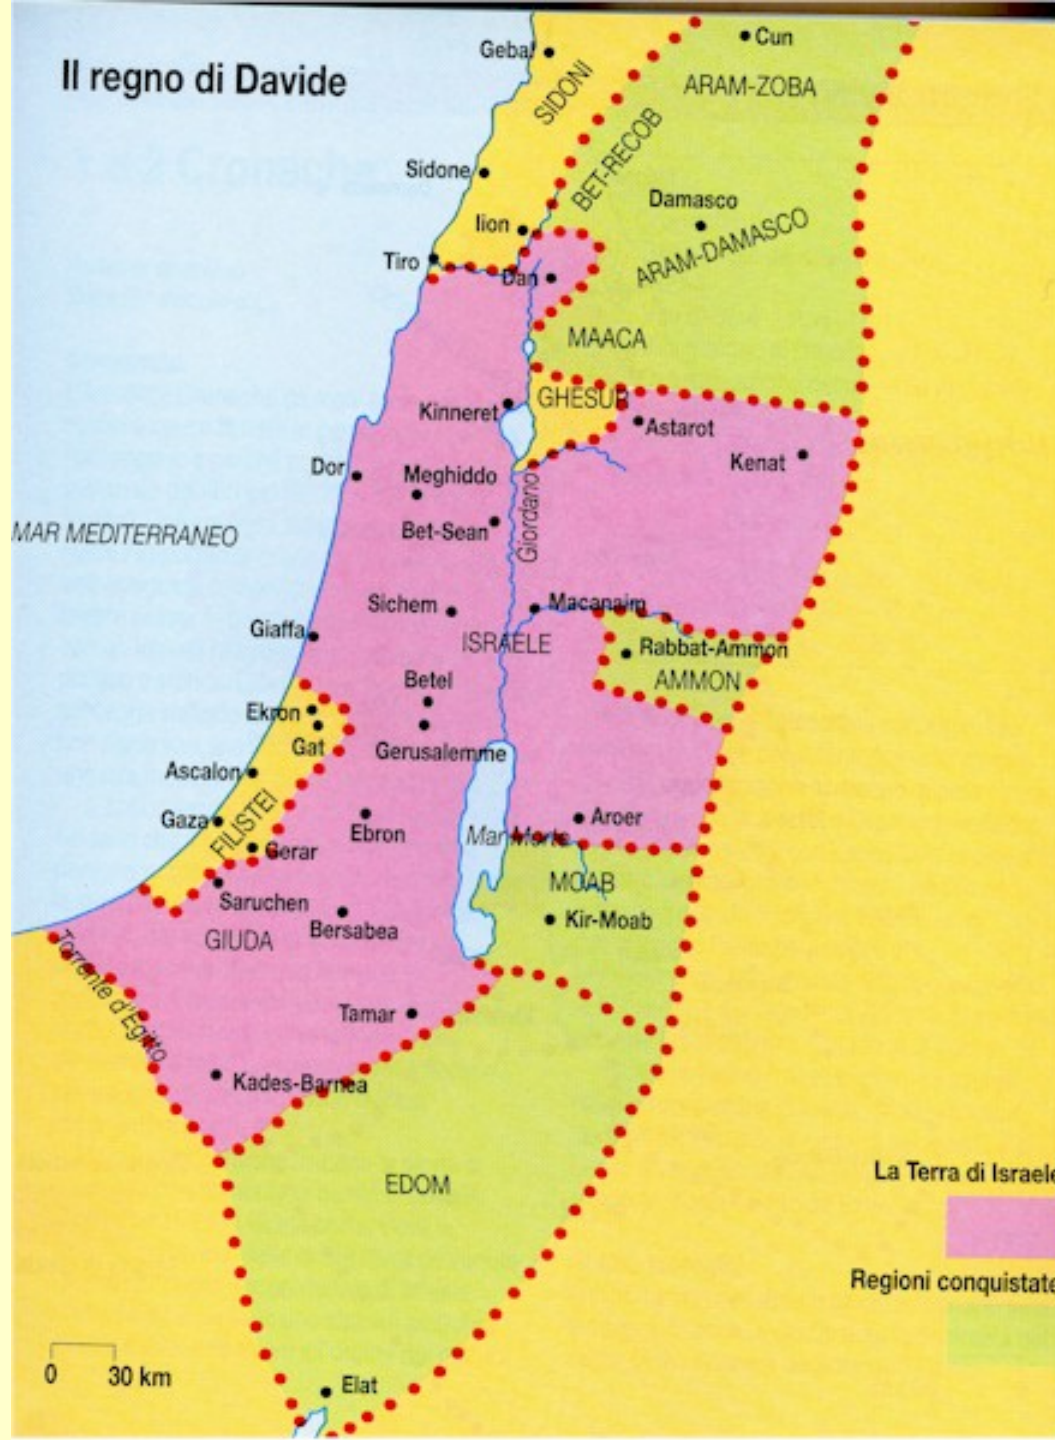 Il regno di Davide
Gebal
Cun
SIDONI
ARAM-ZOBA
BET-RECOB
Sidone
Damasco
Iion
ARAM-DAMASCO
Tiro
Dan
MAACA
GHESUR
Kinneret
Astarot
Kenat
Dor
Meghiddo
Giordano
MAR MEDITERRANEO
Bet-Sean
Sichem
Macanaim
Giaffa
ISRAELE
Rabbat-Ammon
AMMON
Betel
Ekron
Gat
Gerusalemme
Ascalon
Gaza
FILISTEI
Ebron
Aroer
Mar Morto
Gerar
MOAB
Saruchen
Kir-Moab
Bersabea
GIUDA
Torrente d'Egitto
Tamar
Kades-Barnea
EDOM
La Terra di Israele
Regioni conquistate
0 30 km
Elat